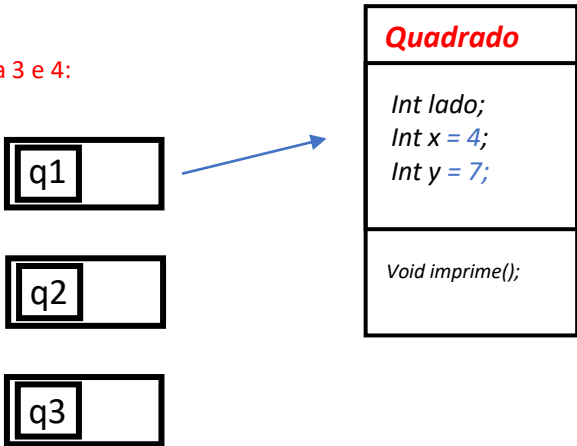 a 3 e 4:
q1
q2
q3
Quadrado
Int lado;
Int x = 4;
Int y = 7;
Void imprime();